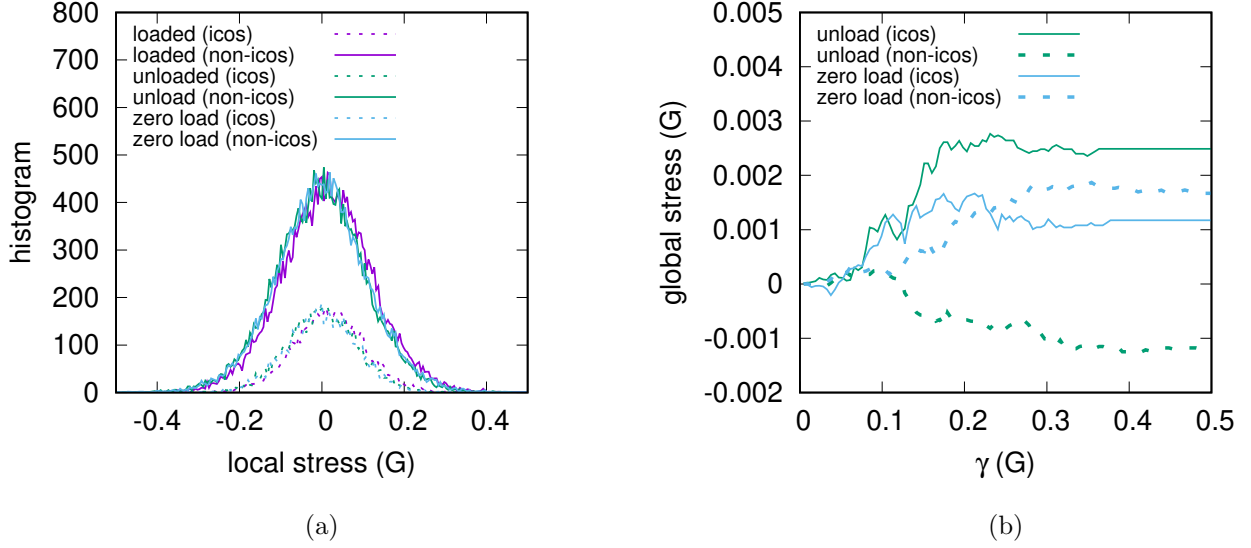 800
700
600
500
400
300
200
100
0
histogram
loaded (icos)
loaded (non-icos)
unloaded (icos)
unload (non-icos)
zero load (icos)
zero load (non-icos)
-0.4 -0.2 0 0.2 0.4
local stress (G)
(a)
0.005
0.004
0.003
0.002
0.001
0
-0.001
-0.002
global stress (G)
unload (icos)
unload (non-icos)
zero load (icos)
zero load (non-icos)
0 0.1 0.2 0.3 0.4 0.5
γ (G)
(b)